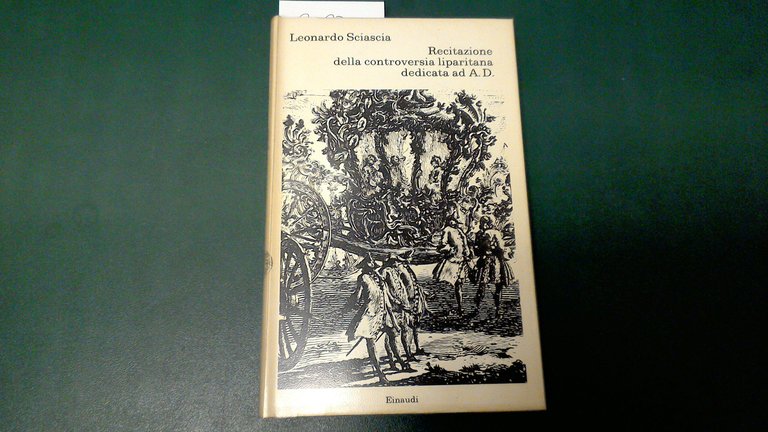 Leonardo Sciascia
Recitazione
della controversia liparitana
dedicata ad A.D.
Einaudi